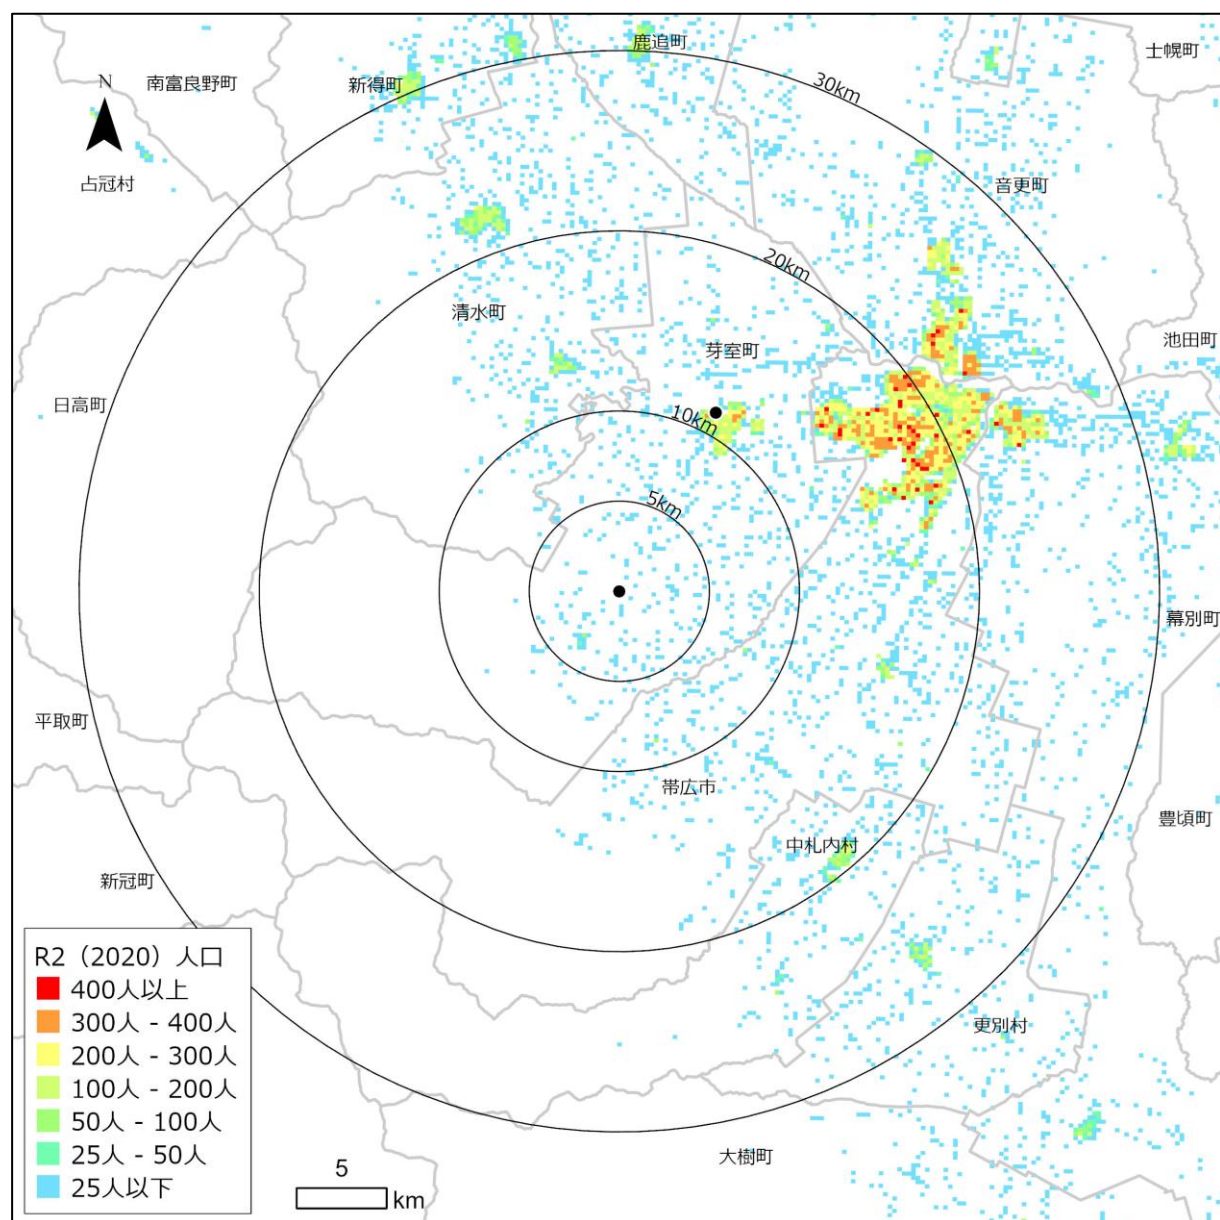 鹿追町
士幌町
南富良野町
新得町
30km
N
占冠村
音更町
20km
清水町
池田町
芽室町
日高町
10km
5km
幕別町
平取町
帯広市
豊頃町
中札内村
新冠町
R2（2020）人口
400人以上
300人 - 400人
200人 - 300人
100人 - 200人
50人 - 100人
25人 - 50人
25人以下
更別村
大樹町
5
km